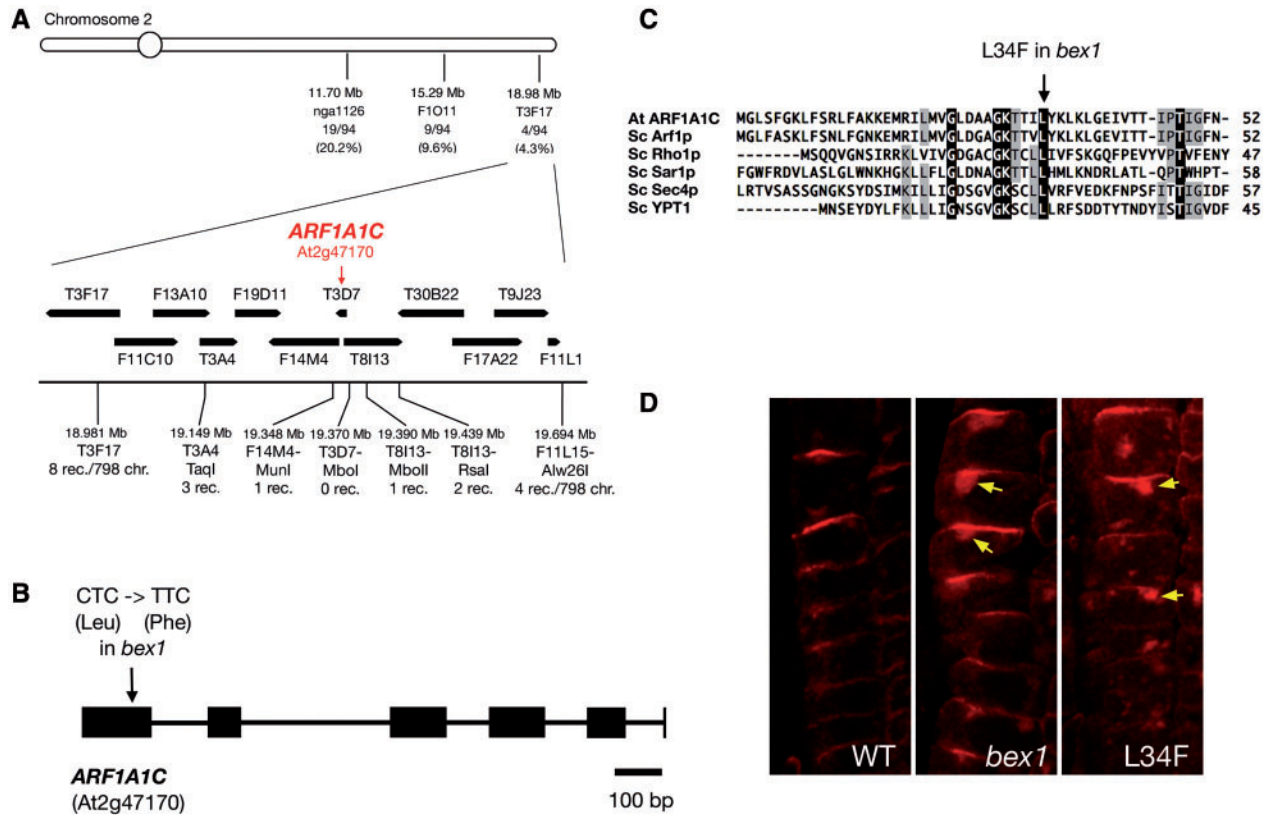 A
Chromosome 2
11.70 Mb 15.29 Mb 18.98 Mb
nga1126 F1O11 T3F17
19/94 9/94 4/94
(20.2%) (9.6%) (4.3%)
ARF1A1C
At2g47170
T3F17 F13A10 F19D11 T3D7 T30B22 T9J23
F11C10 T3A4 F14M4 T8I13 F17A22 F11L1
18.981 Mb 19.149 Mb 19.348 Mb 19.370 Mb 19.390 Mb 19.439 Mb 19.694 Mb
T3F17 T3A4 F14M4- T3D7- T8I13- T8I13- F11L15-
8 rec./798 chr. TaqI MunI MboI MboII RsaI Alw26I
3 rec. 1 rec. 0 rec. 1 rec. 2 rec. 4 rec./798 chr.
B
CTC -> TTC
(Leu) (Phe)
in bex1
ARF1A1C
(At2g47170)
100 bp
C
L34F in bex1
At ARF1A1C MGLSFGKLFSRLFAKKEMRILMVGLDAAGKTTILYKLKLGEIVTT-IPTIGFN- 52
Sc Arf1p MGLFASKLFSNLFGNKEMRILMVGLDGAGKTTVLYKLKLGEVITT-IPTIGFN- 52
Sc Rho1p -------MSQQVGNSIRRKLVIVGDGACGKTCLLIVFSKGQFPEVYVPTVFENY 47
Sc Sar1p FGWFRDVLASLGLWNKHGKLLFLGLDNAGKTTLLHMLKNDRLATL-QPTWHPT- 58
Sc Sec4p LRTVSASSGNGKSYDSIMKILLIGDSGVGKSCLLVRFVEDKFNPSFITTIGIDF 57
Sc YPT1 ---------MNSEYDYLFKLLLIGNSGVGKSCLLLRFSDDTYTNDYISTIGVDF 45
D
WT bex1 L34F